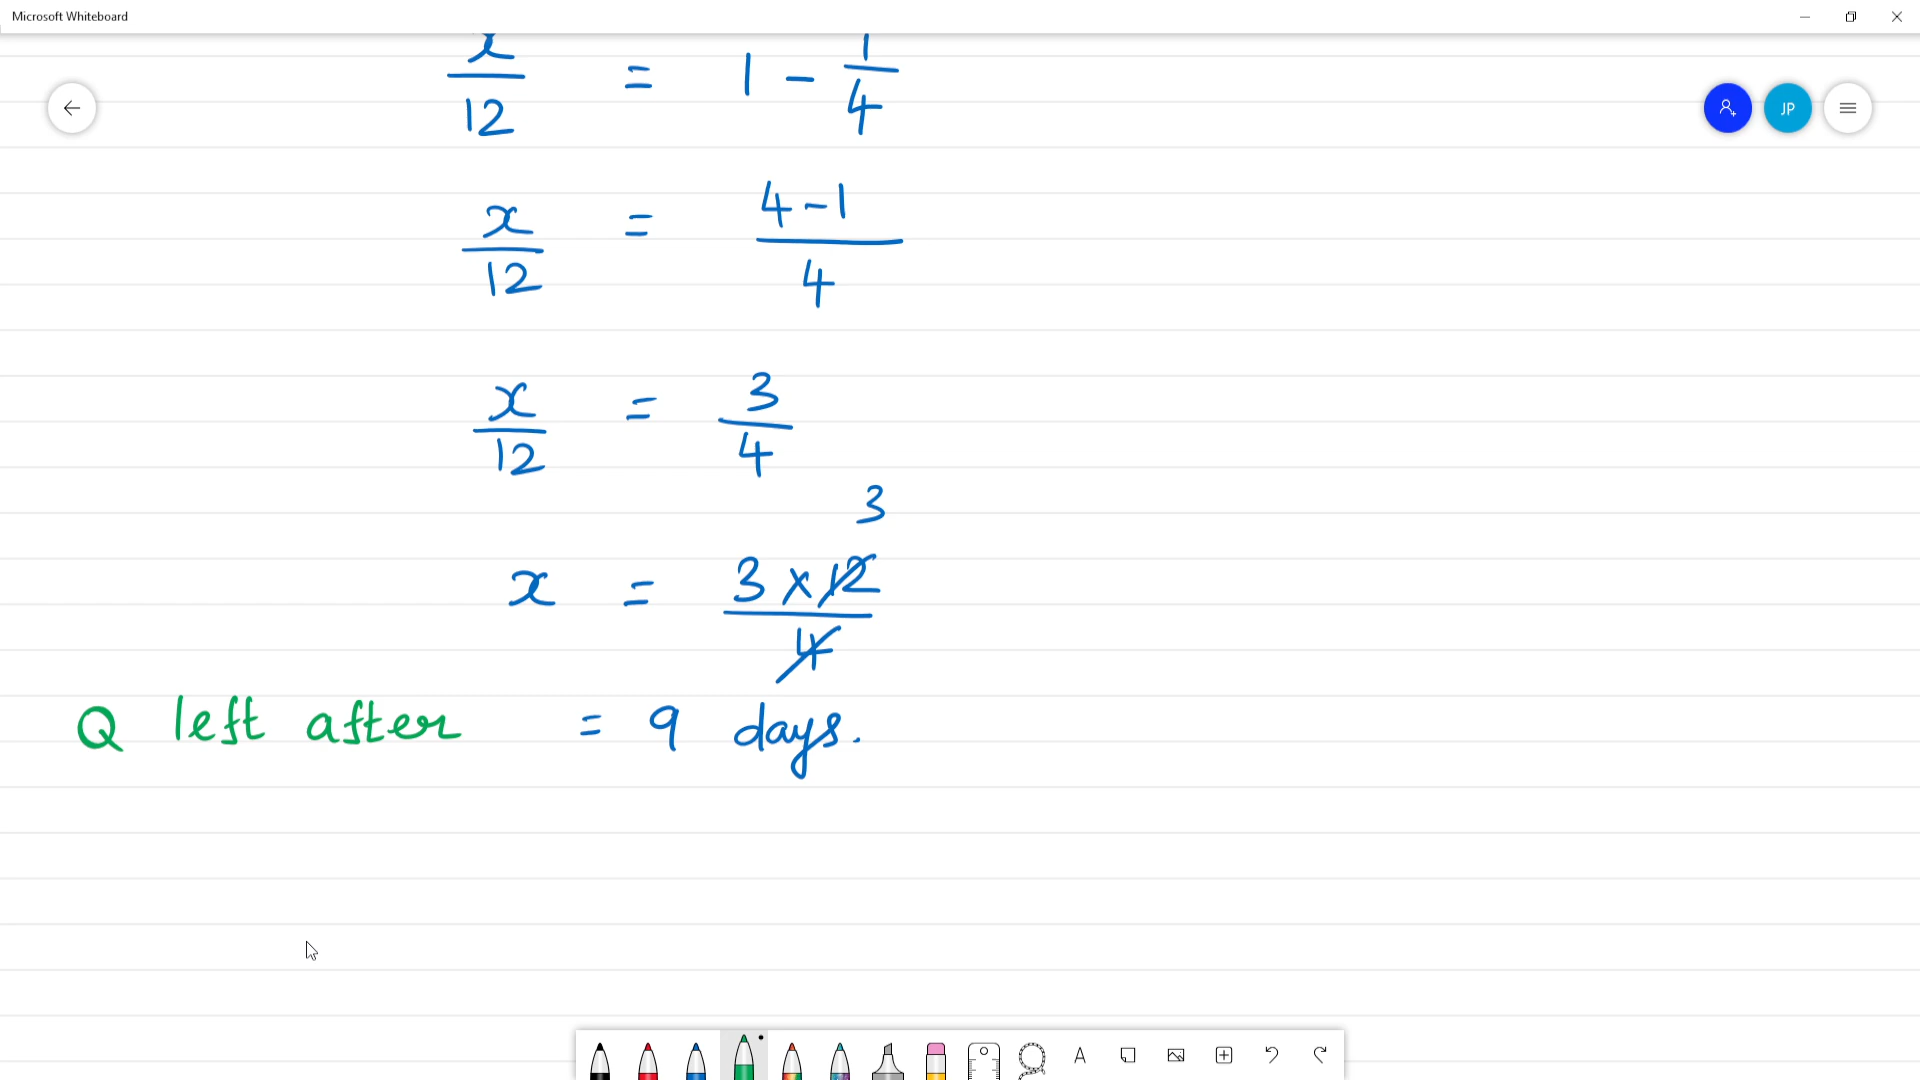 Microsoft Whiteboard
x/12 = 1 - 1/4
JP
x/12 = 4-1/4
x/12 = 3/4
3
x = 3 x 12/4
Q left after = 9 days.
A